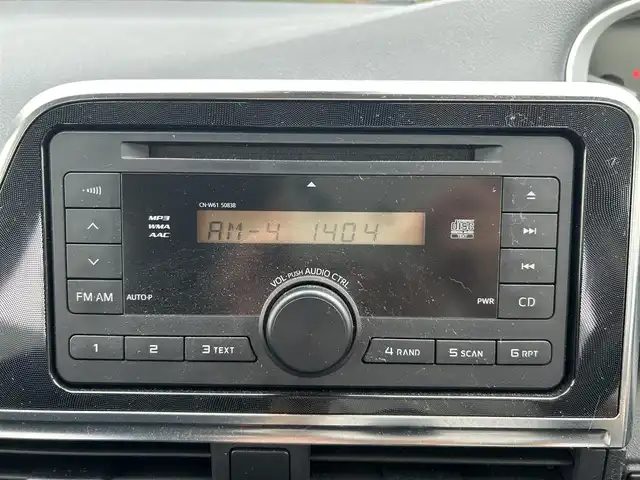 CN-W61 S083B
MP3
WMA
AAC
AM-4 1404
VOL·PUSH AUDIO CTRL
FM·AM
AUTO-P
PWR
CD
1
2
3 TEXT
4 RAND
5 SCAN
6 RPT